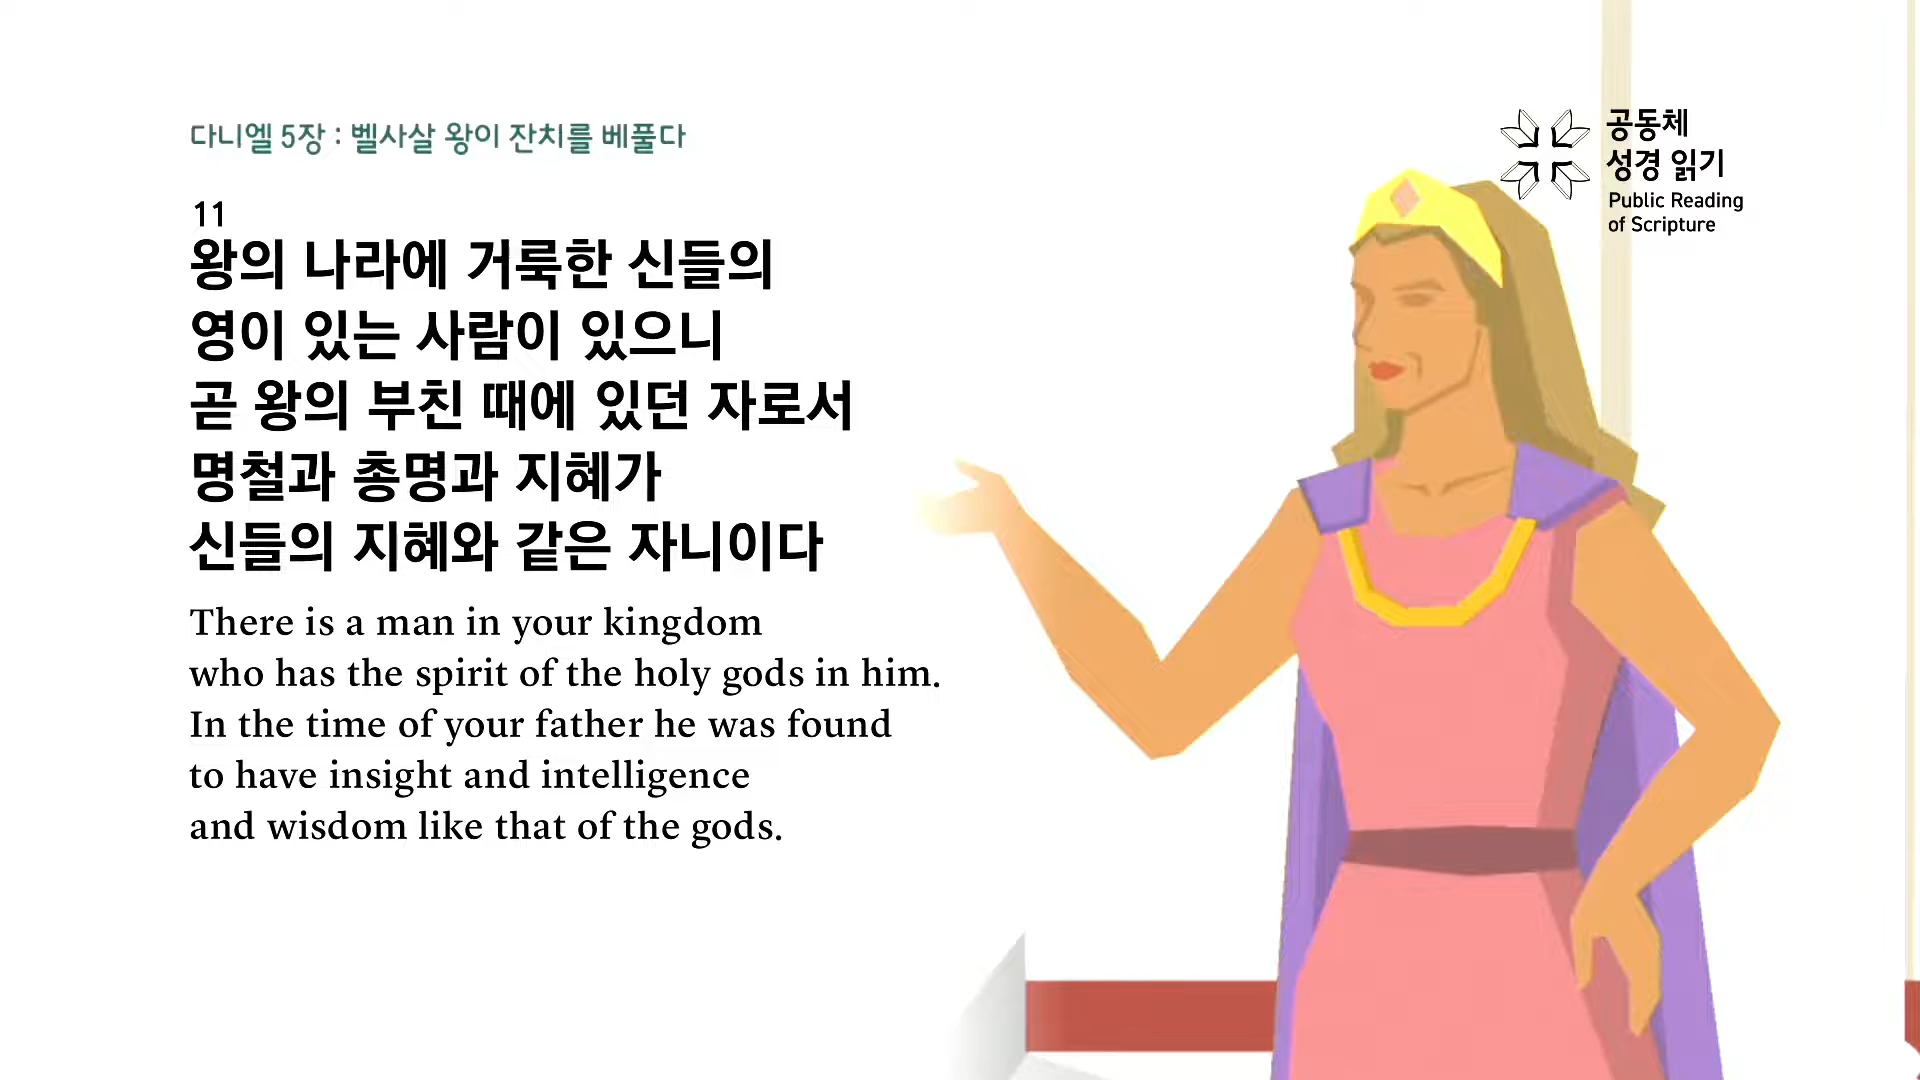 다니엘 5장 : 벨사살 왕이 잔치를 베풀다
공동체
성경 읽기
Public Reading
of Scripture
11
왕의 나라에 거룩한 신들의
영이 있는 사람이 있으니
곧 왕의 부친 때에 있던 자로서
명철과 총명과 지혜가
신들의 지혜와 같은 자니이다
There is a man in your kingdom
who has the spirit of the holy gods in him.
In the time of your father he was found
to have insight and intelligence
and wisdom like that of the gods.